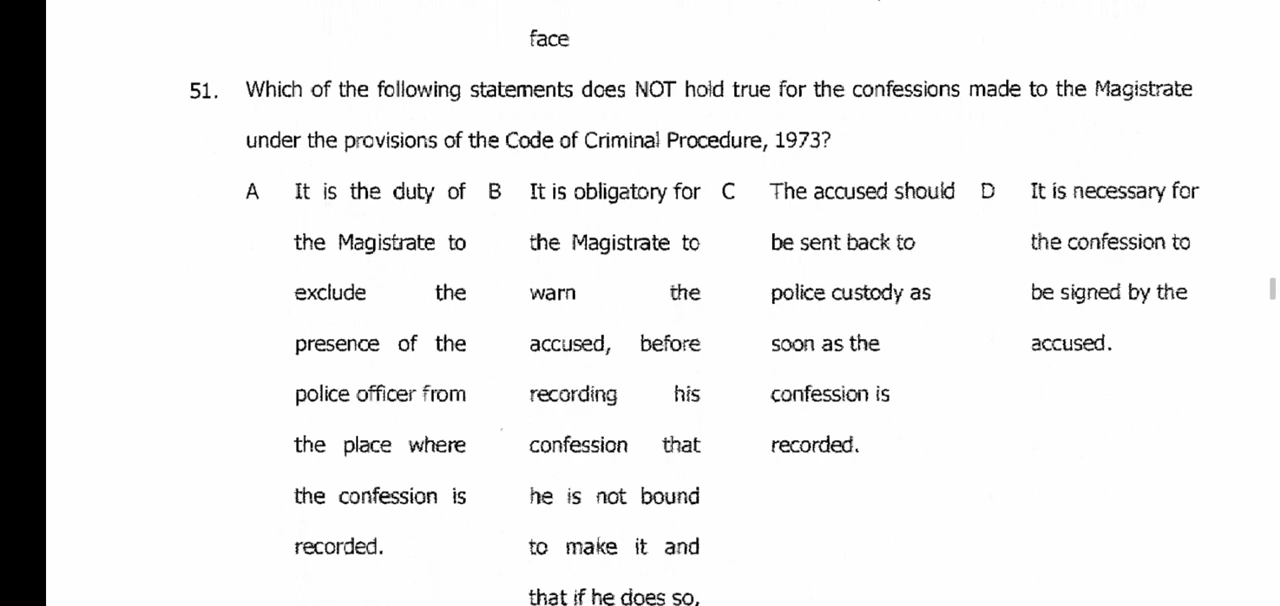 face
51. Which of the following statements does NOT hold true for the confessions made to the Magistrate
under the provisions of the Code of Criminal Procedure, 1973?
A It is the duty of
the Magistrate to
exclude the
presence of the
police officer from
the place where
the confession is
recorded.
B It is obligatory for
the Magistrate to
warn the
accused, before
recording his
confession that
he is not bound
to make it and
that if he does so,
C The accused should
be sent back to
police custody as
soon as the
confession is
recorded.
D It is necessary for
the confession to
be signed by the
accused.